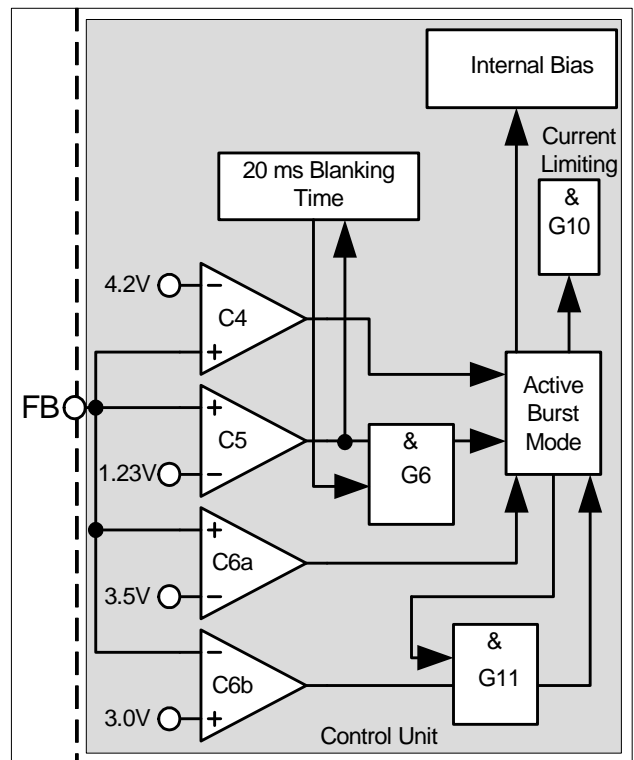 Internal Bias
Current
Limiting
20 ms Blanking
Time
&
G10
4.2V
−
C4
+
Active
Burst
Mode
FB
+
C5
&
G6
1.23V
−
+
C6a
3.5V
−
−
C6b
&
G11
3.0V
+
Control Unit